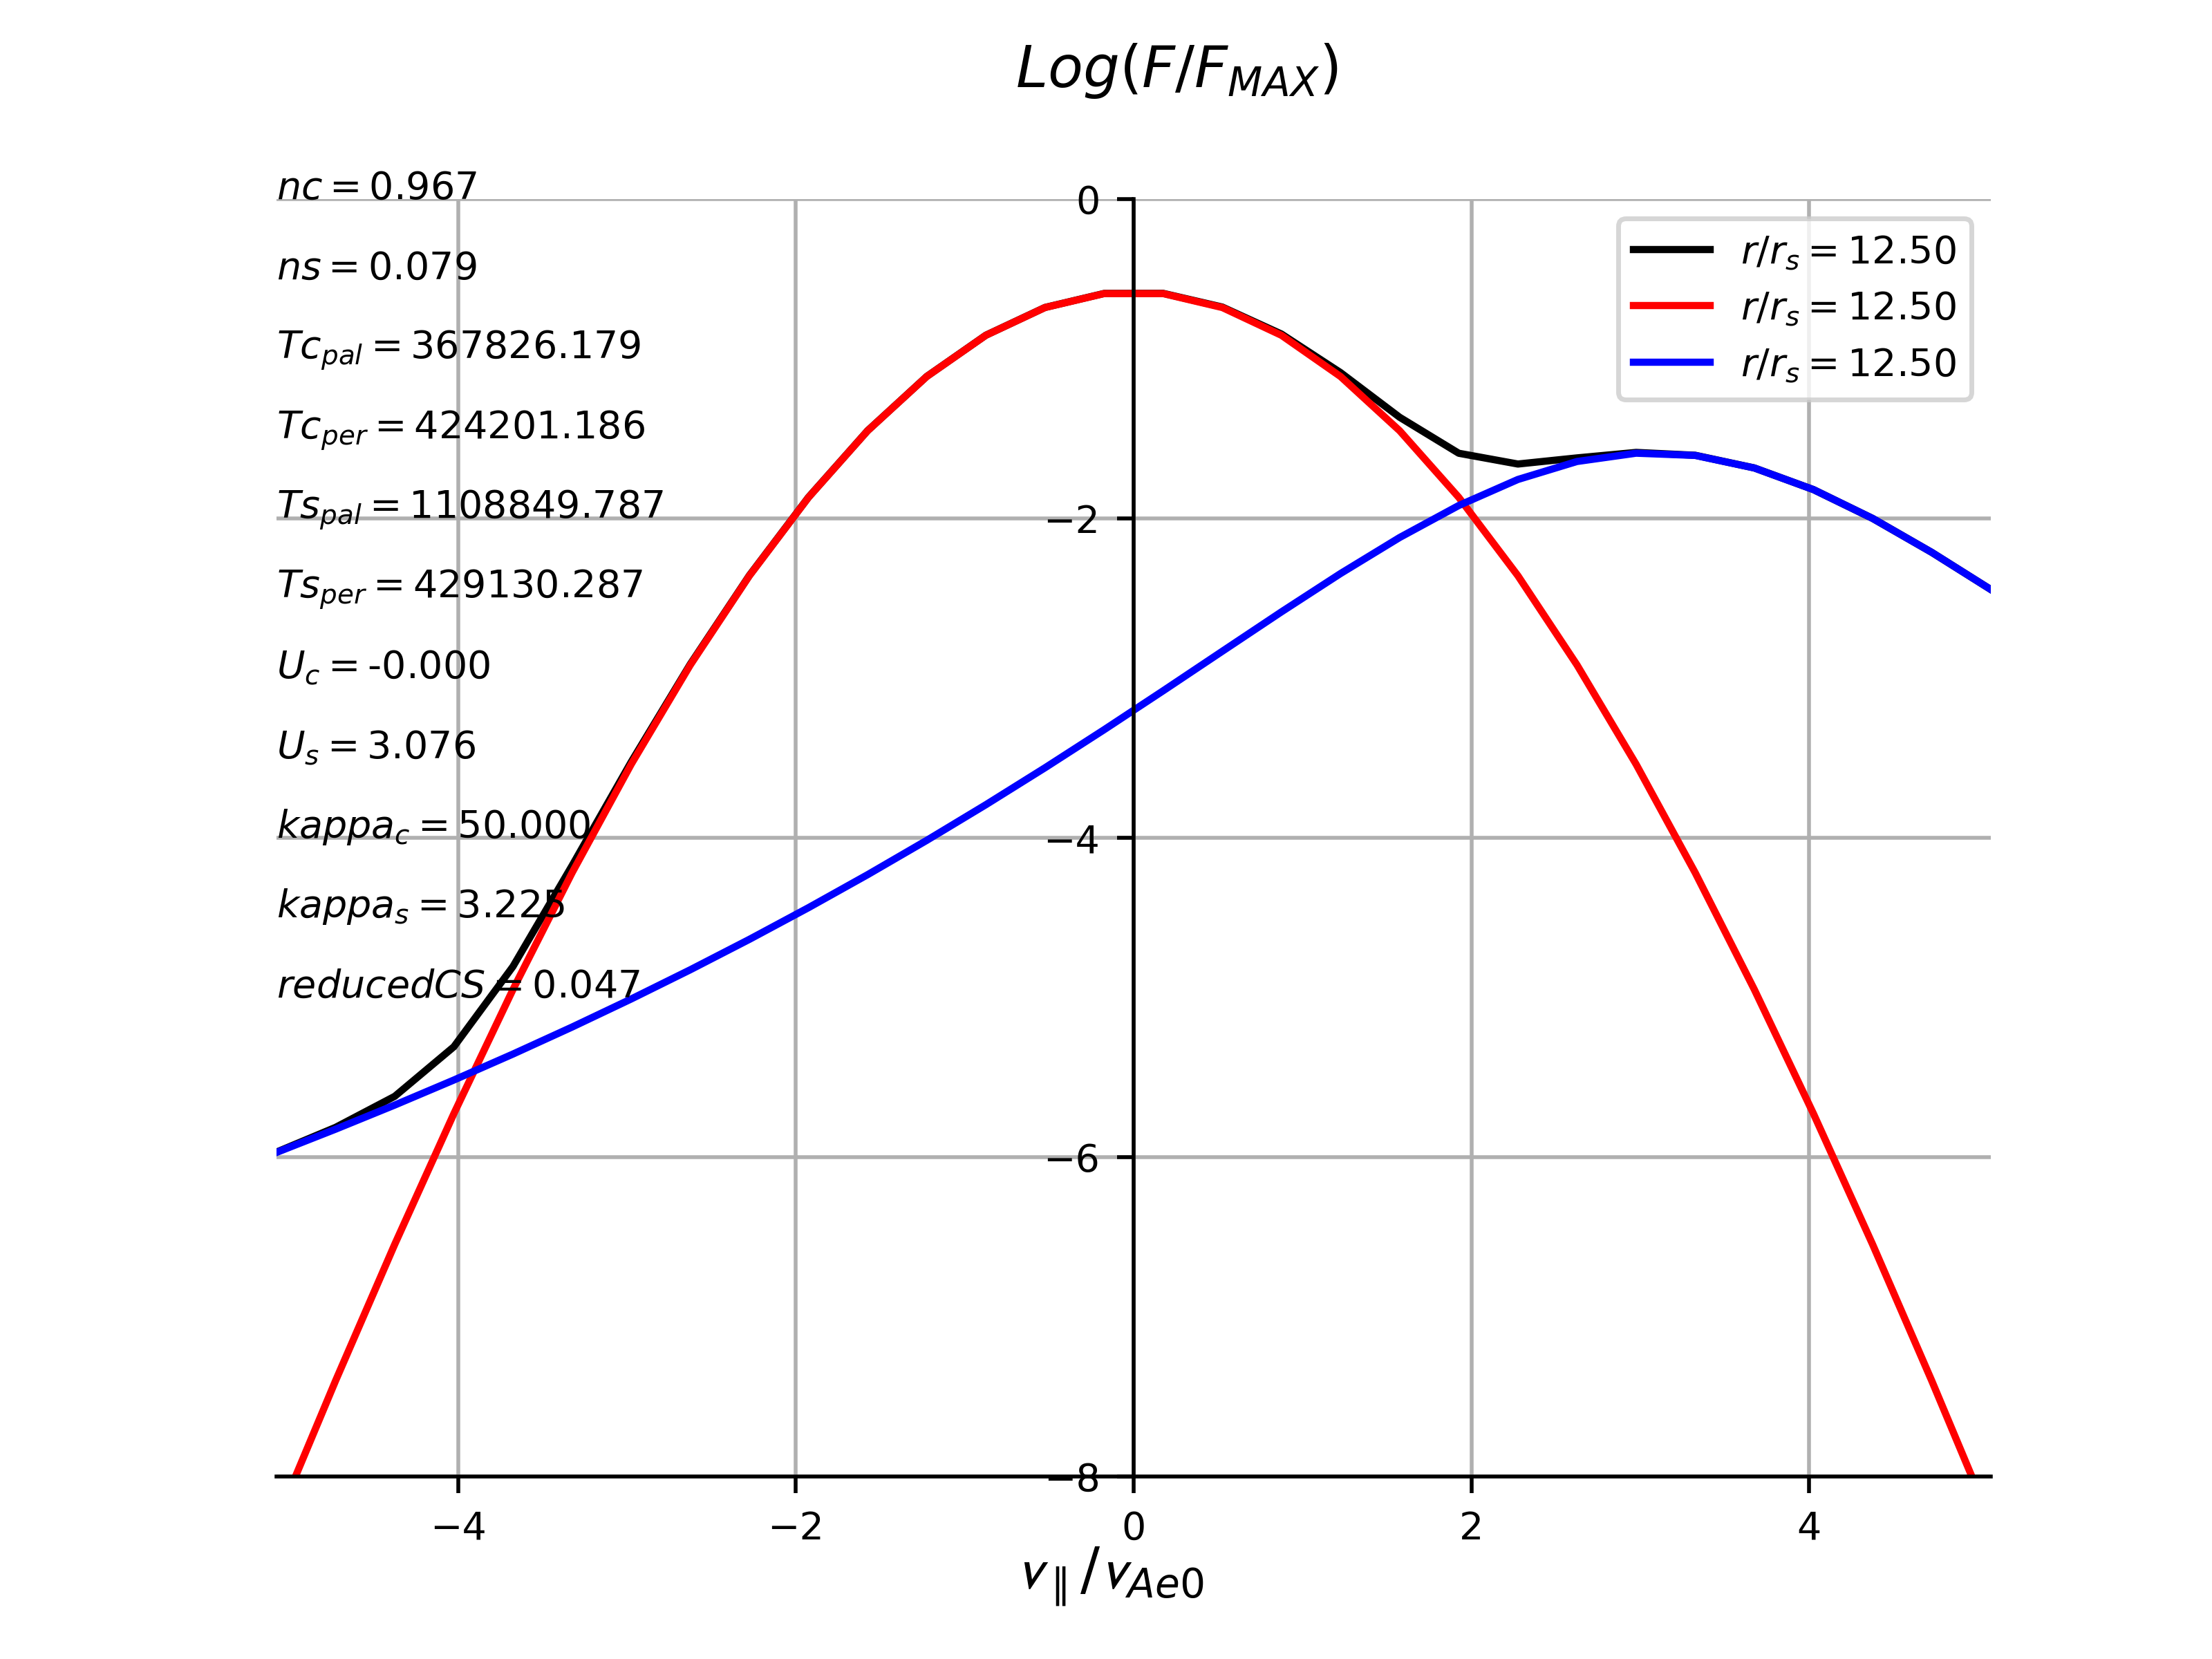 Log(F/F_MAX)
nc = 0.967
ns = 0.079
Tc_pal = 367826.179
Tc_per = 424201.186
Ts_pal = 1108849.787
Ts_per = 429130.287
U_c = -0.000
U_s = 3.076
kappa_c = 50.000
kappa_s = 3.225
reducedCS = 0.047
r/r_s = 12.50
r/r_s = 12.50
r/r_s = 12.50
0
−2
−4
−6
−8
−4 −2 0 2 4
v_∥/v_Ae0